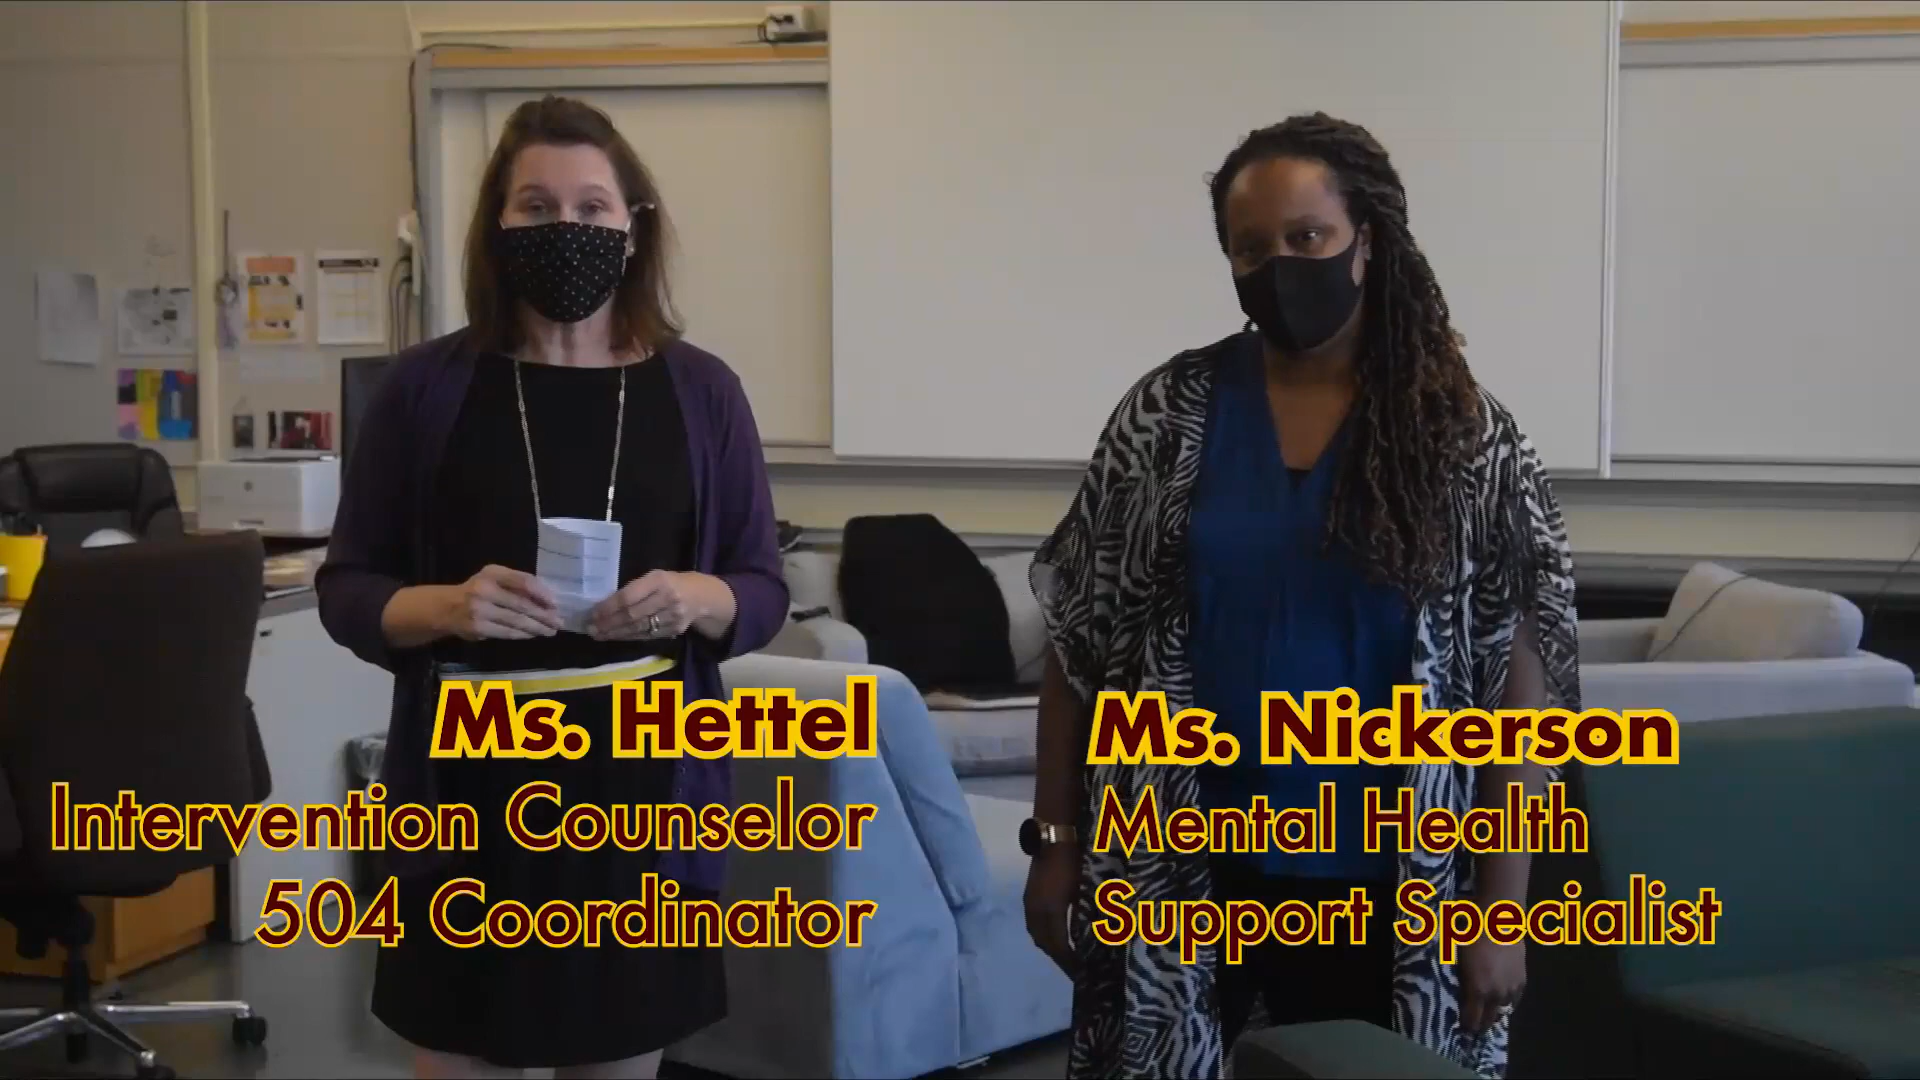 Ms. Hettel
Intervention Counselor
504 Coordinator
Ms. Nickerson
Mental Health
Support Specialist